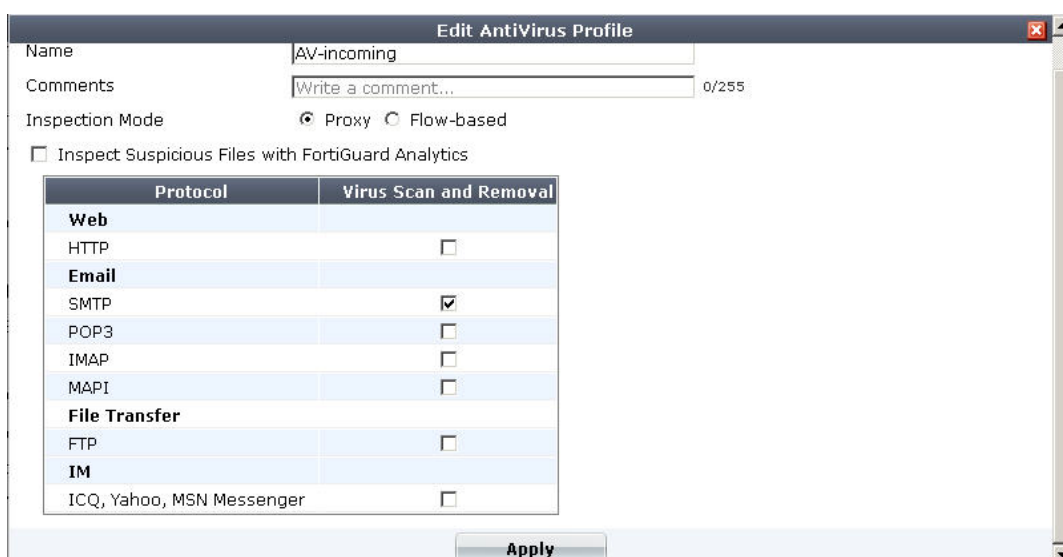 Edit AntiVirus Profile
Name AV-incoming
Comments Write a comment... 0/255
Inspection Mode Proxy Flow-based
Inspect Suspicious Files with FortiGuard Analytics
Protocol Virus Scan and Removal
Web
HTTP
Email
SMTP
POP3
IMAP
MAPI
File Transfer
FTP
IM
ICQ, Yahoo, MSN Messenger
Apply